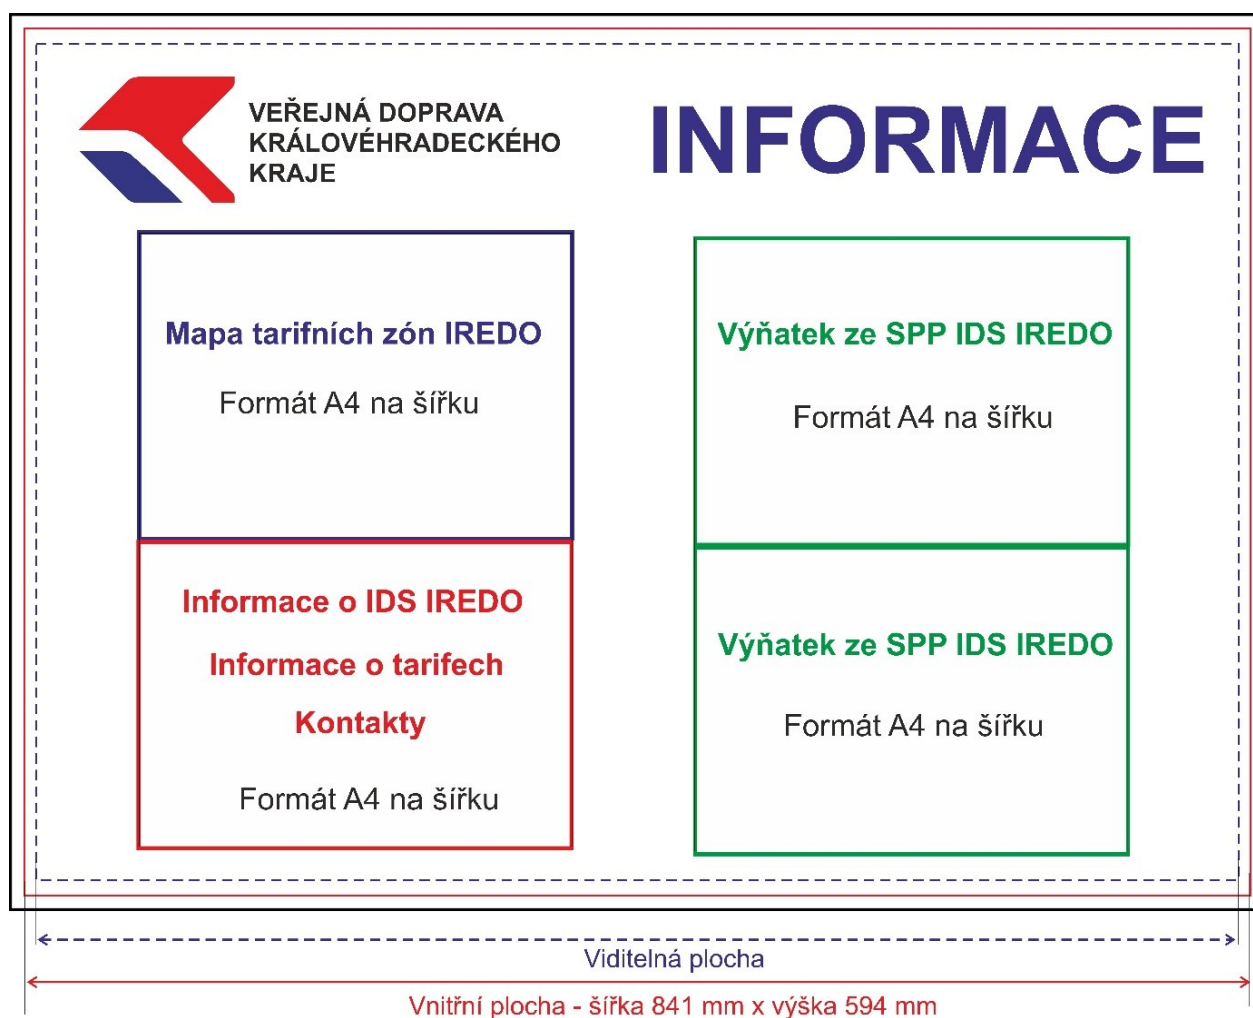 VEŘEJNÁ DOPRAVA
KRÁLOVÉHRADECKÉHO
KRAJE
INFORMACE
Mapa tarifních zón IREDO
Formát A4 na šířku
Informace o IDS IREDO
Informace o tarifech
Kontakty
Formát A4 na šířku
Výňatek ze SPP IDS IREDO
Formát A4 na šířku
Výňatek ze SPP IDS IREDO
Formát A4 na šířku
Viditelná plocha
Vnitřní plocha - šířka 841 mm x výška 594 mm